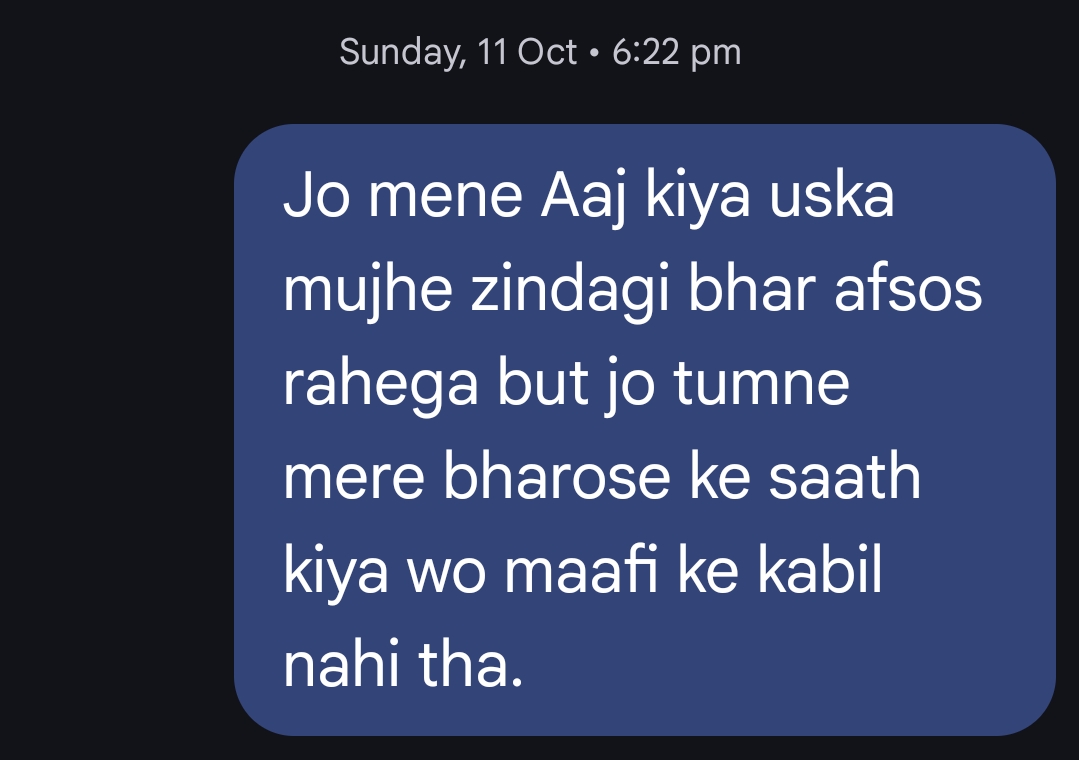 Sunday, 11 Oct • 6:22 pm
Jo mene Aaj kiya uska
mujhe zindagi bhar afsos
rahega but jo tumne
mere bharose ke saath
kiya wo maafi ke kabil
nahi tha.